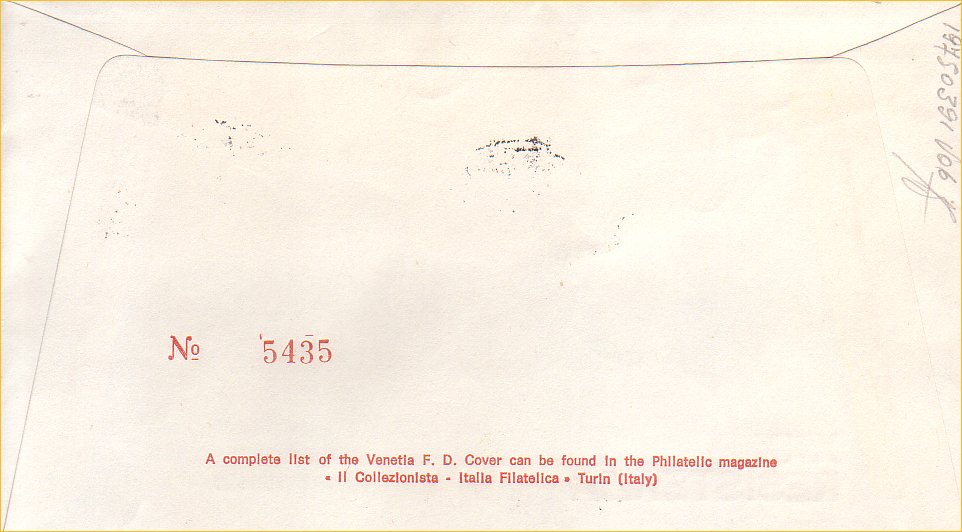 No 5435
A complete list of the Venetia F. D. Cover can be found in the Philatelic magazine
« Il Collezionista - Italia Filatelica » Turin (Italy)